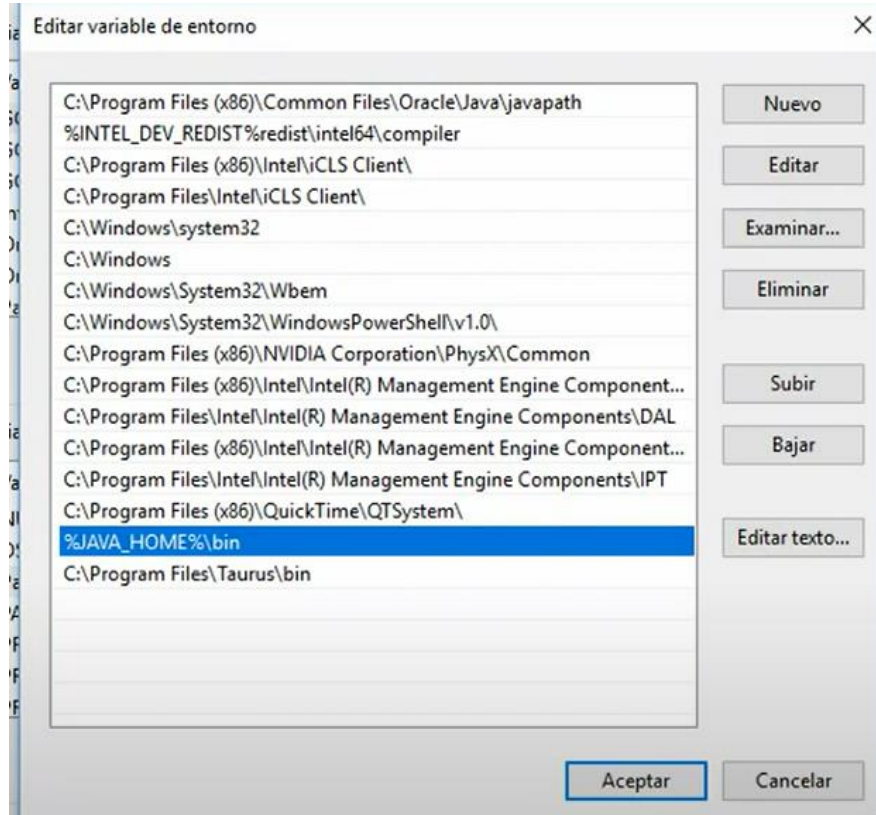 Editar variable de entorno
C:\Program Files (x86)\Common Files\Oracle\Java\javapath
Nuevo
%INTEL_DEV_REDIST%redist\intel64\compiler
C:\Program Files (x86)\Intel\iCLS Client\
Editar
C:\Program Files\Intel\iCLS Client\
C:\Windows\system32
Examinar...
C:\Windows
C:\Windows\System32\Wbem
Eliminar
C:\Windows\System32\WindowsPowerShell\v1.0\
C:\Program Files (x86)\NVIDIA Corporation\PhysX\Common
C:\Program Files (x86)\Intel\Intel(R) Management Engine Component...
Subir
C:\Program Files\Intel\Intel(R) Management Engine Components\DAL
C:\Program Files (x86)\Intel\Intel(R) Management Engine Component...
Bajar
C:\Program Files\Intel\Intel(R) Management Engine Components\IPT
C:\Program Files (x86)\QuickTime\QTSystem\
%JAVA_HOME%\bin
Editar texto...
C:\Program Files\Taurus\bin
Aceptar
Cancelar